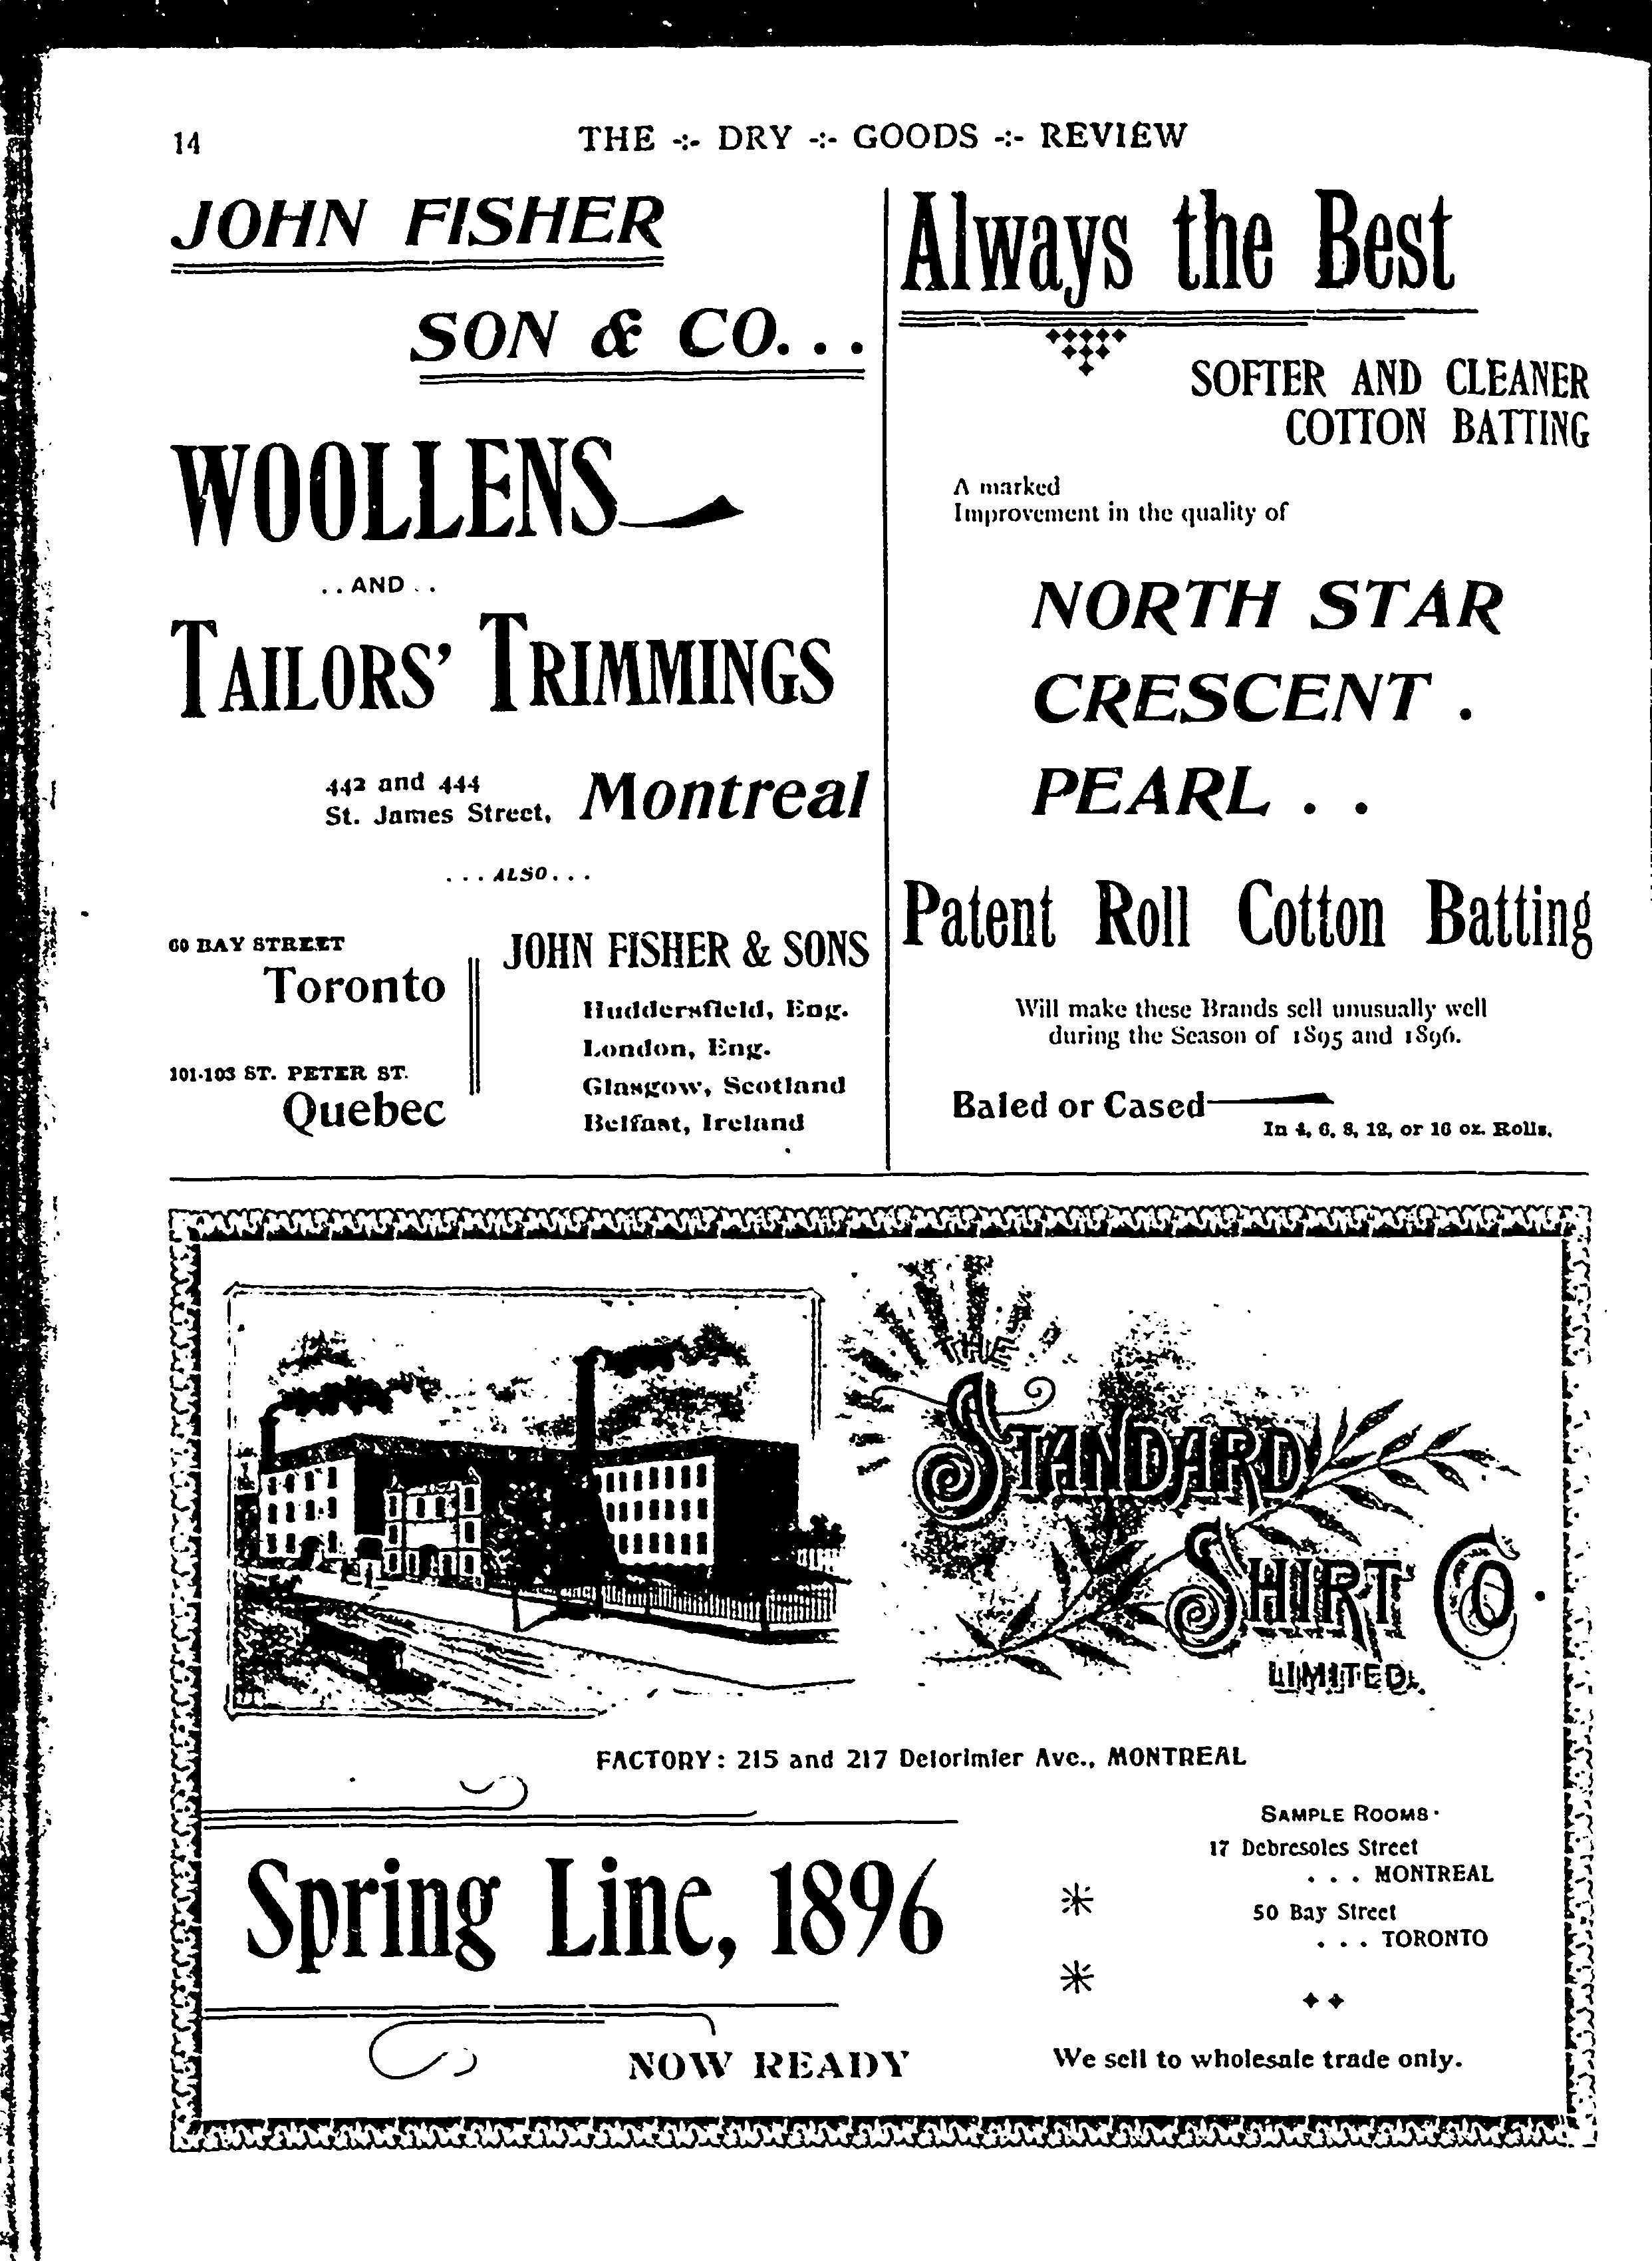 14
THE -:- DRY -:- GOODS -:- REVIEW
JOHN FISHER
SON & CO...
WOOLLENS
..AND..
TAILORS' TRIMMINGS
442 and 444
St. James Street, Montreal
...ALSO...
60 BAY STREET
Toronto
101-103 ST. PETER ST.
Quebec
JOHN FISHER & SONS
Huddersfield, Eng.
London, Eng.
Glasgow, Scotland
Belfast, Ireland
Always the Best
SOFTER AND CLEANER
COTTON BATTING
A marked
Improvement in the quality of
NORTH STAR
CRESCENT .
PEARL . .
Patent Roll Cotton Batting
Will make these Brands sell unusually well
during the Season of 1895 and 1896.
Baled or Cased
In 4, 6, 8, 12, or 16 oz. Rolls.
THE
STANDARD
SHIRT CO.
LIMITED.
FACTORY: 215 and 217 Delorimier Ave., MONTREAL
Spring Line, 1896
NOW READY
SAMPLE ROOMS.
17 Debresoles Street
... MONTREAL
50 Bay Street
... TORONTO
We sell to wholesale trade only.